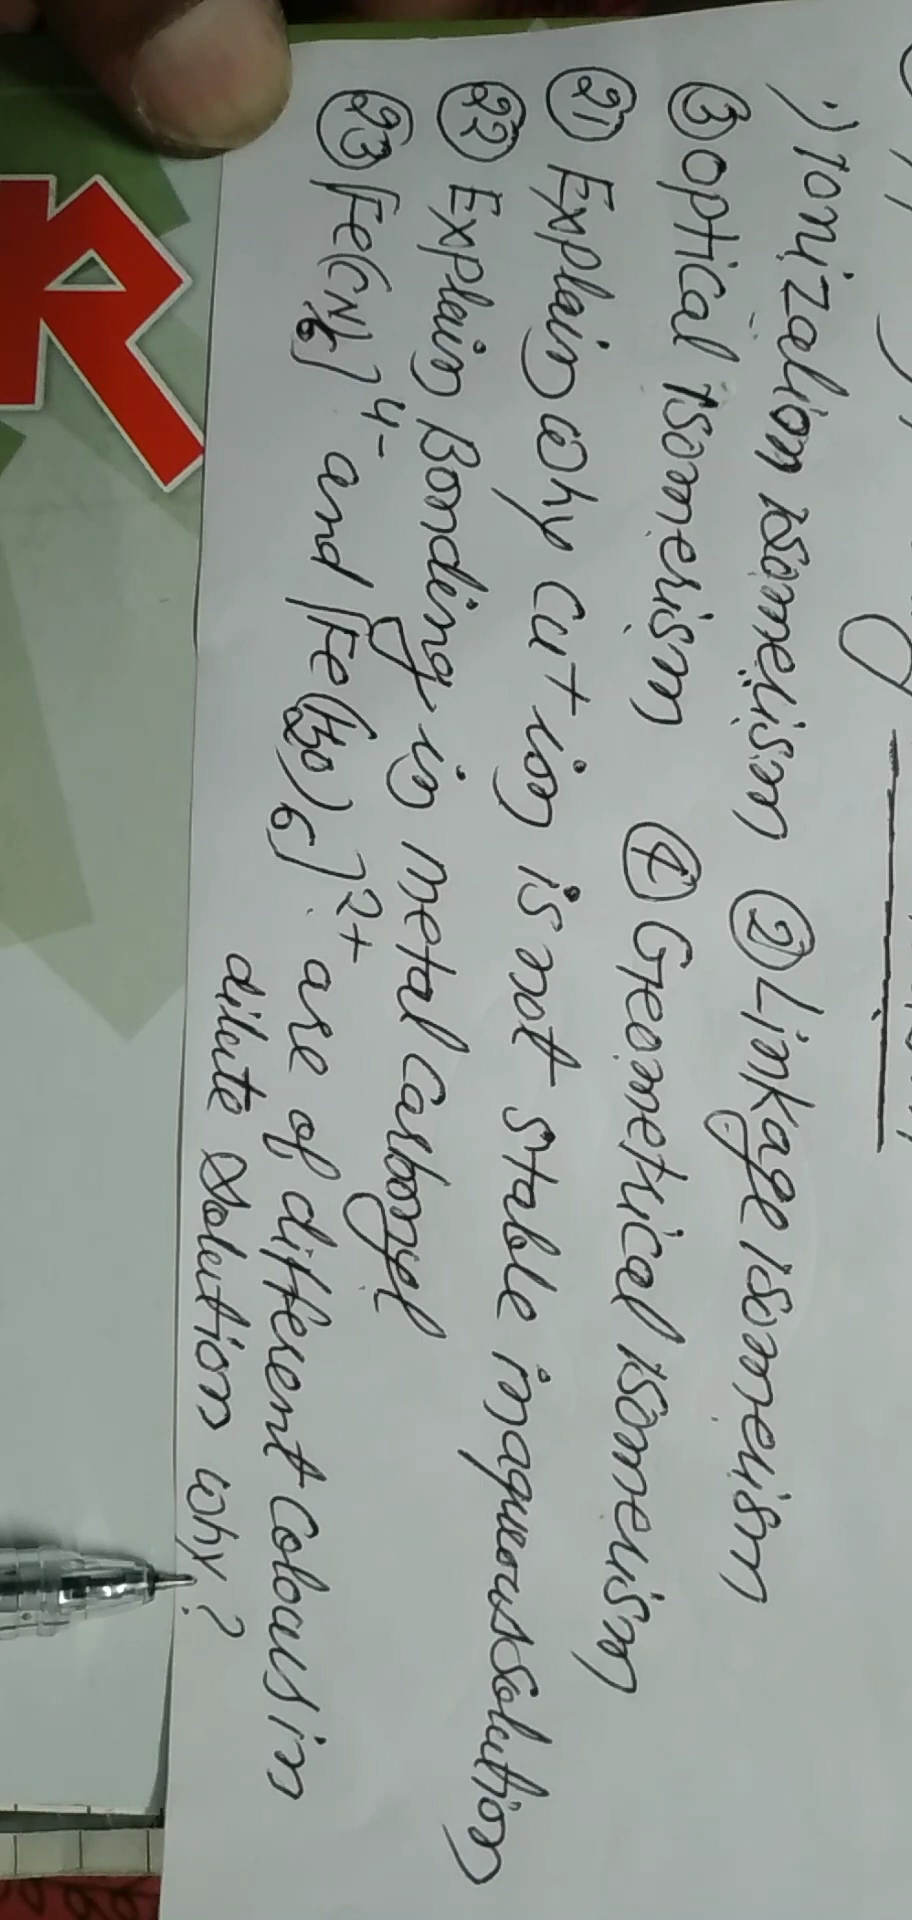 1) Ionization isomerism ② Linkage isomerism
③ optical isomerism ④ Geometrical isomerism
㉑ Explain why Cu+ ion is not stable in aqueous solution
㉒ Explain Bonding in metal carbonyl
㉓ [Fe(CN)6]4- and [Fe(H2O)6]2+ are of different colours in
dilute solution why?